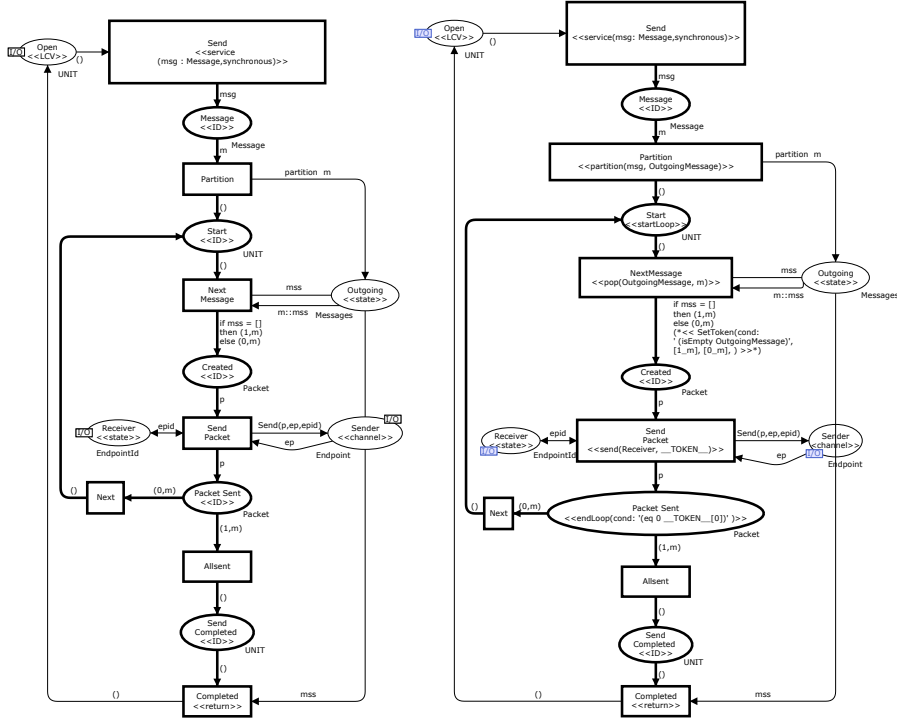 Send
<<service
(msg : Message,synchronous)>>
Open
<<LCV>>
I/O
()
UNIT
msg
Message
<<ID>>
Message
m
Partition
partition m
()
Start
<<ID>>
UNIT
()
Next
Message
mss
m::mss
Outgoing
<<state>>
Messages
if mss = []
then (1,m)
else (0,m)
Created
<<ID>>
Packet
p
I/O
Receiver
<<state>>
EndpointId
epid
Send
Packet
Send(p,ep,epid)
ep
I/O
Sender
<<channel>>
Endpoint
p
()
Next
(0,m)
Packet Sent
<<ID>>
Packet
(1,m)
Allsent
()
Send
Completed
<<ID>>
UNIT
()
()
Completed
<<return>>
mss
Send
<<service(msg: Message,synchronous)>>
Open
<<LCV>>
I/O
()
UNIT
msg
Message
<<ID>>
Message
m
Partition
<<partition(msg, OutgoingMessage)>>
partition m
()
Start
<<startLoop>>
UNIT
()
NextMessage
<<pop(OutgoingMessage, m)>>
mss
m::mss
Outgoing
<<state>>
Messages
if mss = []
then (1,m)
else (0,m)
(*<< SetToken(cond:
' (isEmpty OutgoingMessage)',
[1_m], [0_m], ) >>*)
Created
<<ID>>
Packet
p
Receiver
<<state>>
I/O
EndpointId
epid
Send
Packet
<<send(Receiver, __TOKEN__)>>
Send(p,ep,epid)
ep
Sender
<<channel>>
I/O
Endpoint
p
()
Next
(0,m)
Packet Sent
<<endLoop(cond: '(eq 0 __TOKEN__[0])' )>>
Packet
(1,m)
Allsent
()
Send
Completed
<<ID>>
UNIT
()
()
Completed
<<return>>
mss